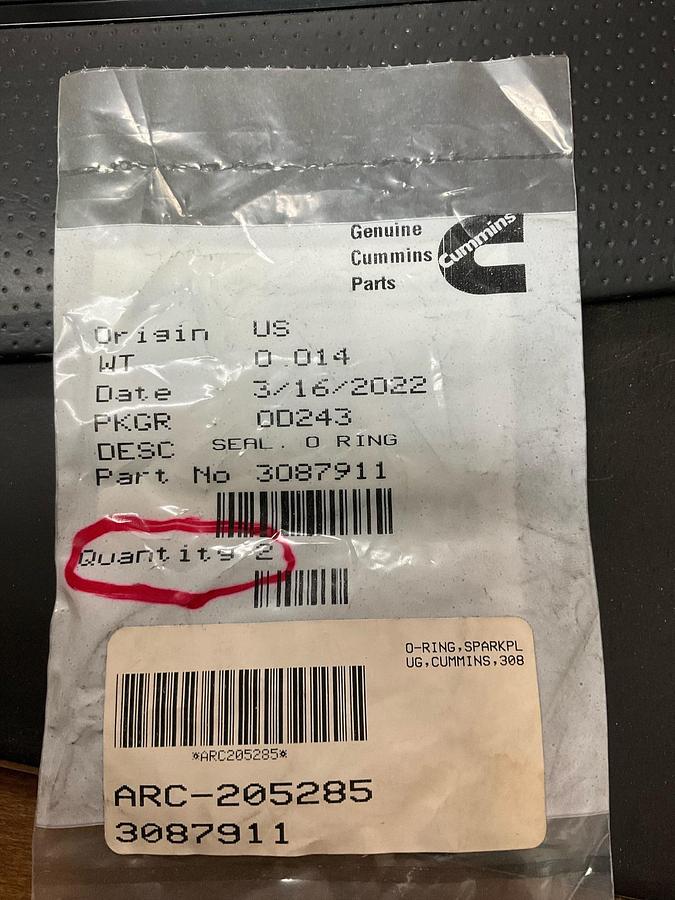 Genuine
Cummins
Parts
Cummins
Origin US
WT 0.014
Date 3/16/2022
PKGR OD243
DESC SEAL. O RING
Part No 3087911
Quantity 2
O-RING,SPARKPL
UG,CUMMINS,308
*ARC205285*
ARC-205285
3087911